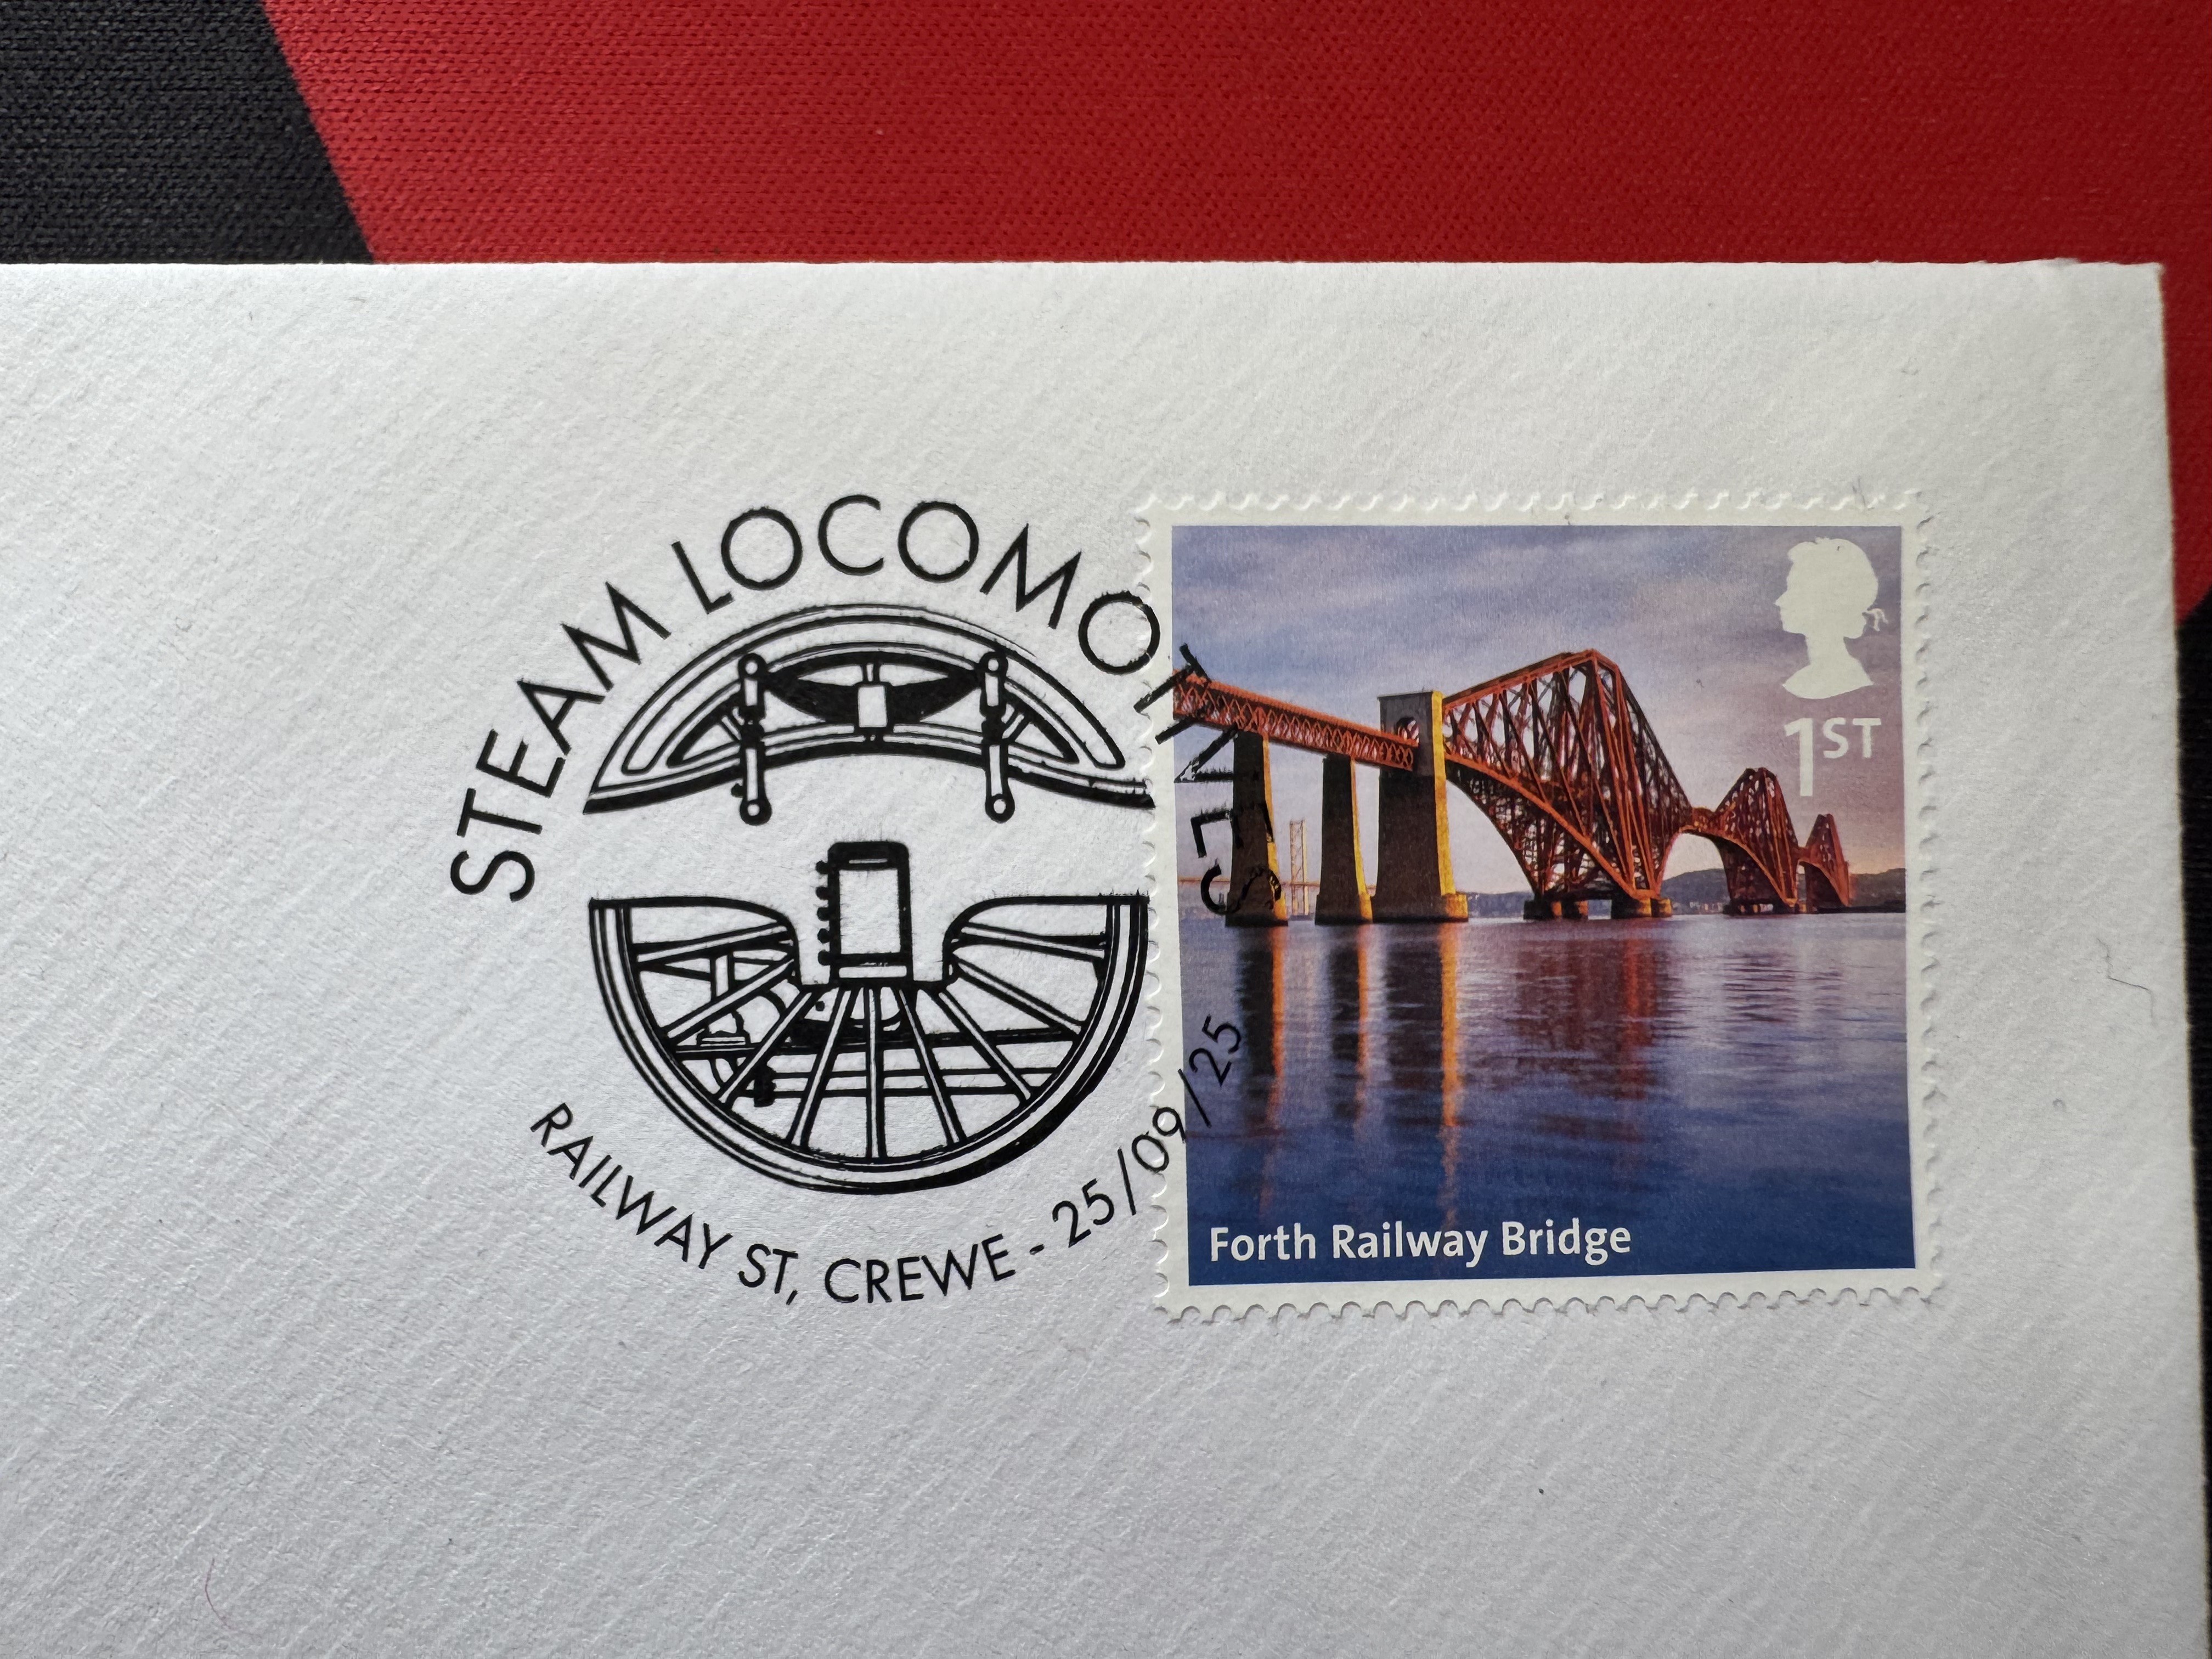 STEAM LOCOMOTIVES
RAILWAY ST, CREWE - 25/09/25
1ST
Forth Railway Bridge